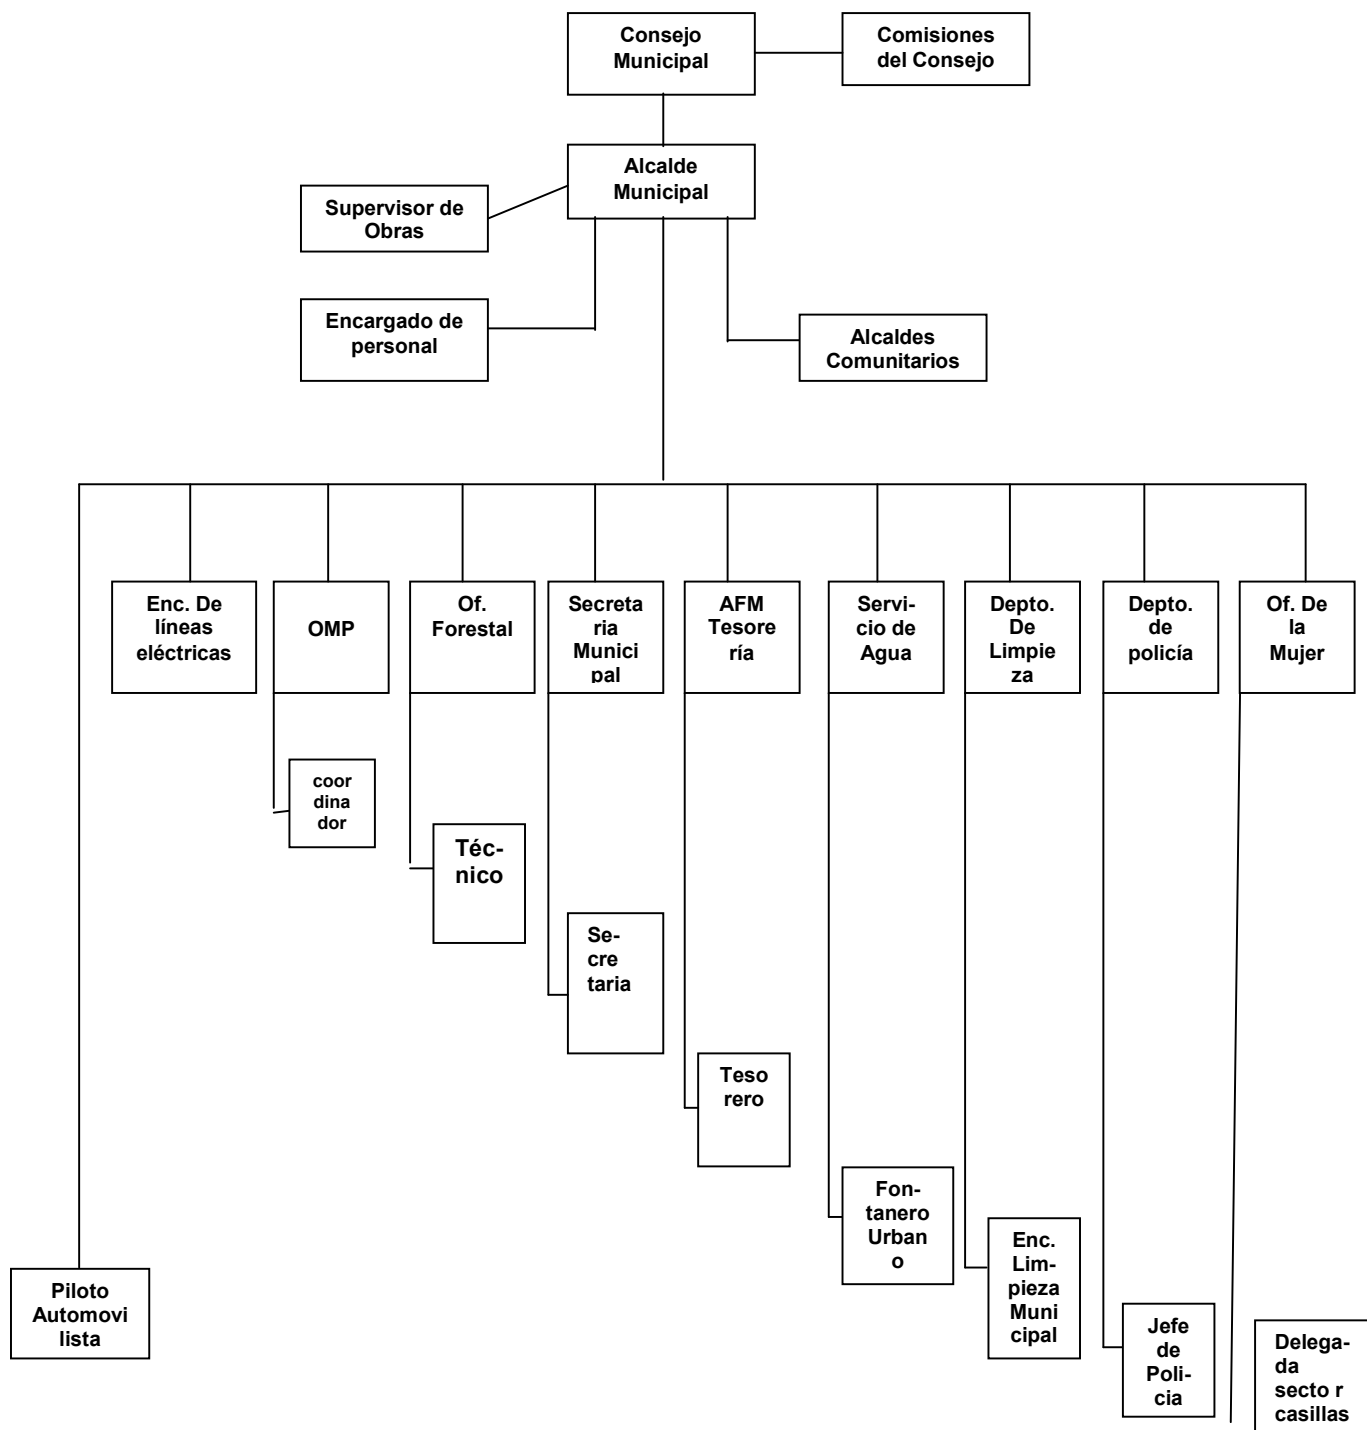 Consejo
Municipal
Comisiones
del Consejo
Alcalde
Municipal
Supervisor de
Obras
Encargado de
personal
Alcaldes
Comunitarios
Enc. De
líneas
eléctricas
OMP
Of.
Forestal
Secreta
ria
Munici
pal
AFM
Tesore
ría
Servi-
cio de
Agua
Depto.
De
Limpie
za
Depto.
de
policía
Of. De
la
Mujer
coor
dina
dor
Téc-
nico
Se-
cre
taria
Teso
rero
Fon-
tanero
Urban
o
Enc.
Lim-
pieza
Muni
cipal
Piloto
Automovi
lista
Jefe
de
Poli-
cia
Delega-
da
secto r
casillas